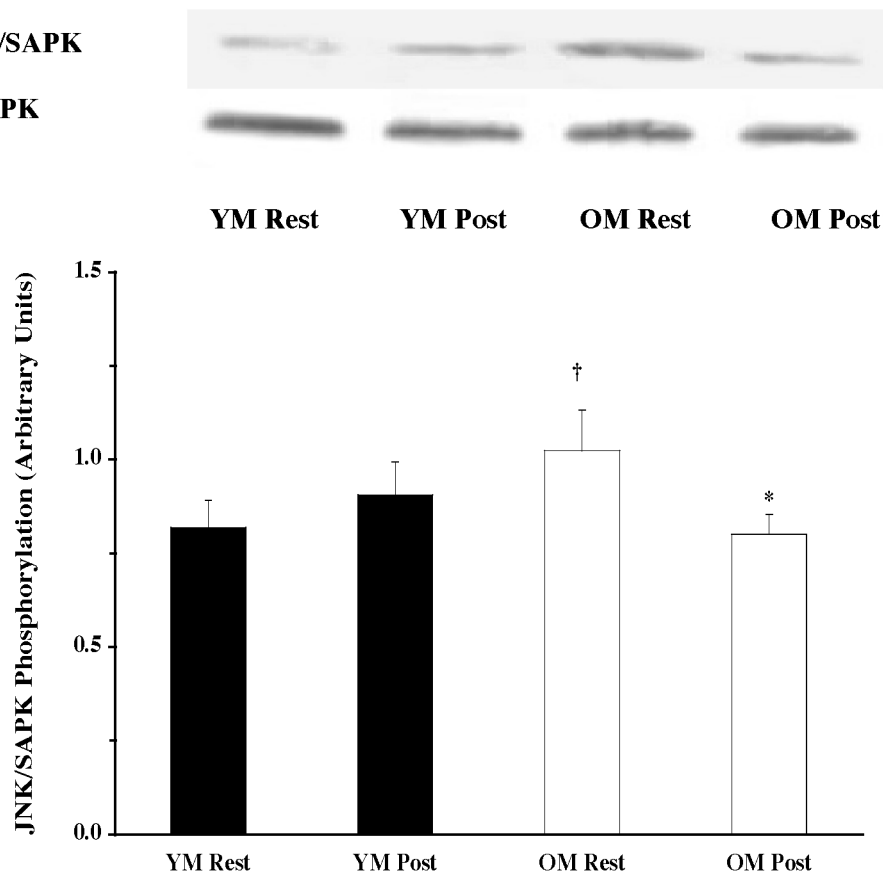 /SAPK
PK
YM Rest YM Post OM Rest OM Post
JNK/SAPK Phosphorylation (Arbitrary Units)
1.5
†
1.0
*
0.5
0.0
YM Rest YM Post OM Rest OM Post